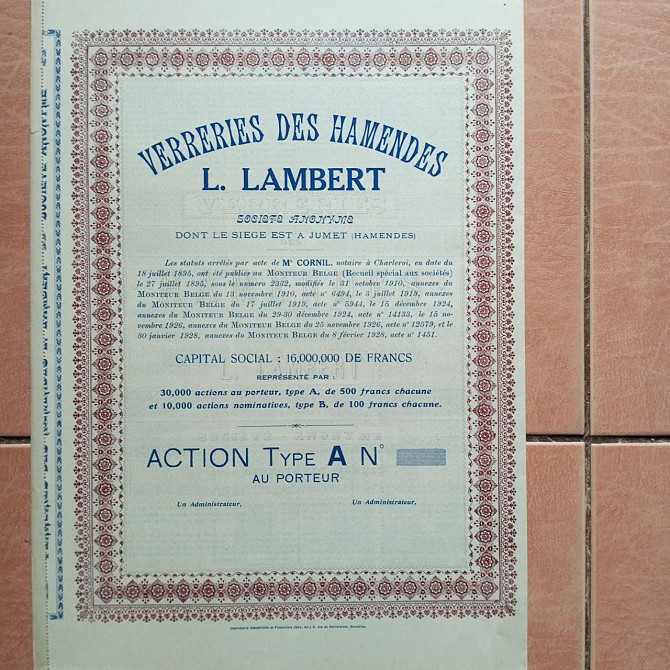 VERRERIES DES HAMENDES
L. LAMBERT
SOCIETE ANONYME
DONT LE SIEGE EST A JUMET (HAMENDES)
Les statuts arrêtés par acte de Me CORNIL, notaire à Charleroi, en date du
18 juillet 1895, ont été publiés au MONITEUR BELGE (Recueil spécial aux sociétés)
le 27 juillet 1895, sous le numéro 2362, modifiés le 31 octobre 1910, annexes du
MONITEUR BELGE du 18 novembre 1910, acte n° 6494, le 3 juillet 1919, annexes
du MONITEUR BELGE du 17 juillet 1919, acte n° 5944, le 15 décembre 1924,
annexes du MONITEUR BELGE du 29-30 décembre 1924, acte n° 14133, le 15 no-
vembre 1926, annexes du MONITEUR BELGE du 25 novembre 1926, acte n° 12579, et le
30 janvier 1928, annexes du MONITEUR BELGE du 8 février 1928, acte n° 1451.
CAPITAL SOCIAL : 16,000,000 DE FRANCS
REPRÉSENTÉ PAR :
30,000 actions au porteur, type A, de 500 francs chacune
et 10,000 actions nominatives, type B, de 100 francs chacune.
ACTION TYPE A N°
AU PORTEUR
Un Administrateur, Un Administrateur,